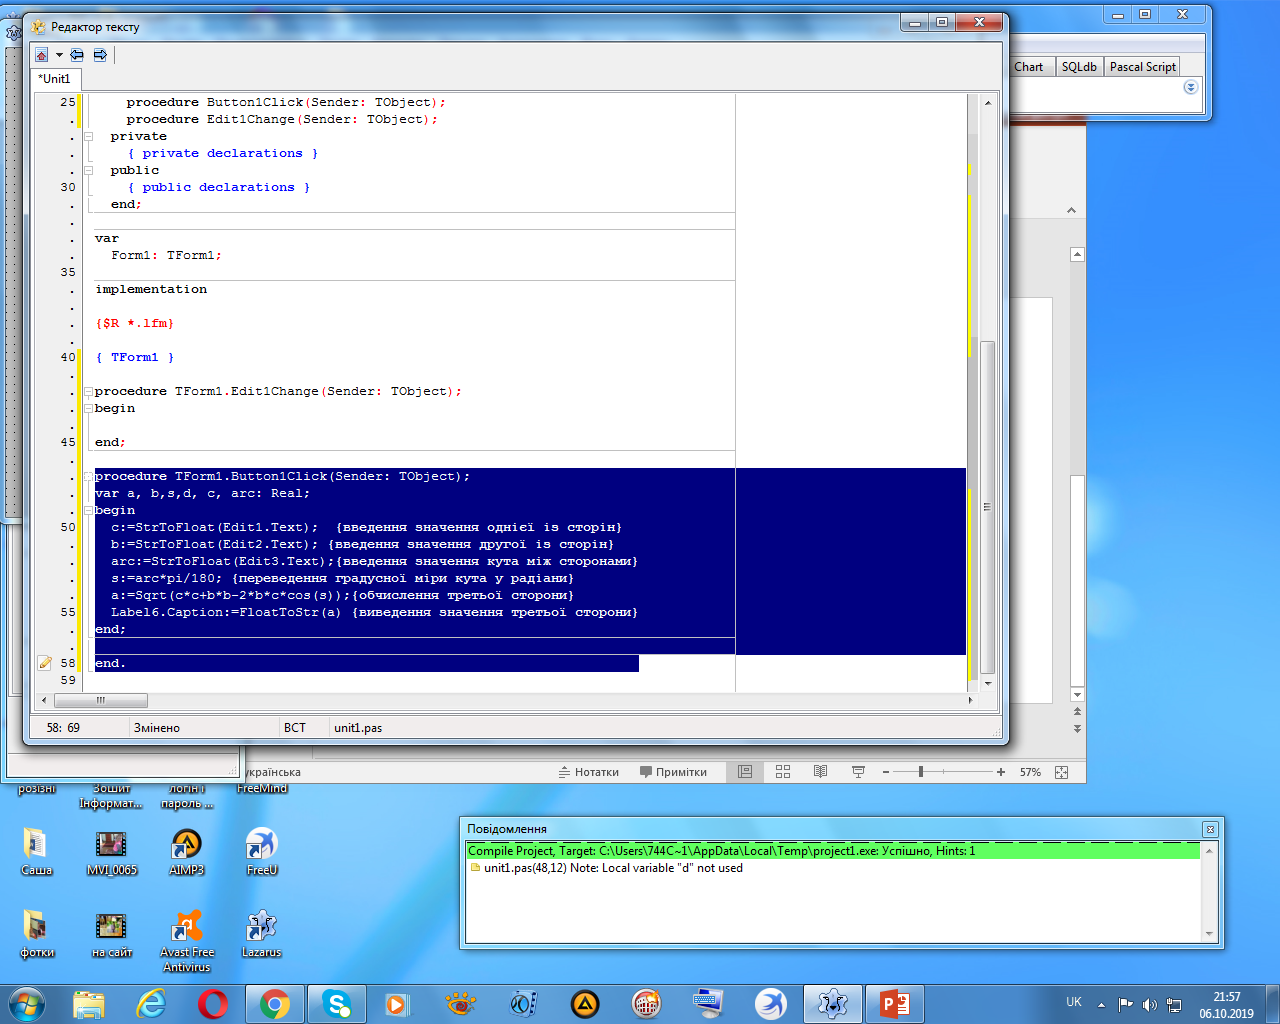 Редактор тексту
*Unit1
Chart SQLdb Pascal Script
25 procedure Button1Click(Sender: TObject);
. procedure Edit1Change(Sender: TObject);
. private
. { private declarations }
. public
30 { public declarations }
. end;
.
. var
. Form1: TForm1;
35
. implementation
.
. {$R *.lfm}
.
40 { TForm1 }
.
. procedure TForm1.Edit1Change(Sender: TObject);
. begin
.
45 end;
.
. procedure TForm1.Button1Click(Sender: TObject);
. var a, b,s,d, c, arc: Real;
. begin
50 c:=StrToFloat(Edit1.Text); {введення значення однієї із сторін}
. b:=StrToFloat(Edit2.Text); {введення значення другої із сторін}
. arc:=StrToFloat(Edit3.Text);{введення значення кута між сторонами}
. s:=arc*pi/180; {переведення градусної міри кута у радіани}
. a:=Sqrt(c*c+b*b-2*b*c*cos(s));{обчислення третьої сторони}
55 Label6.Caption:=FloatToStr(a) {виведення значення третьої сторони}
. end;
.
58 end.
59
58: 69 Змінено ВСТ unit1.pas
українська Нотатки Примітки 57%
розізні Зошит Інформат... логін і пароль ... FreeMind
Саша MVI_0065 AIMP3 FreeU
фотки на сайт Avast Free Antivirus Lazarus
Повідомлення
Compile Project, Target: C:\Users\744C~1\AppData\Local\Temp\project1.exe: Успішно, Hints: 1
unit1.pas(48,12) Note: Local variable "d" not used
UK 21:57
06.10.2019